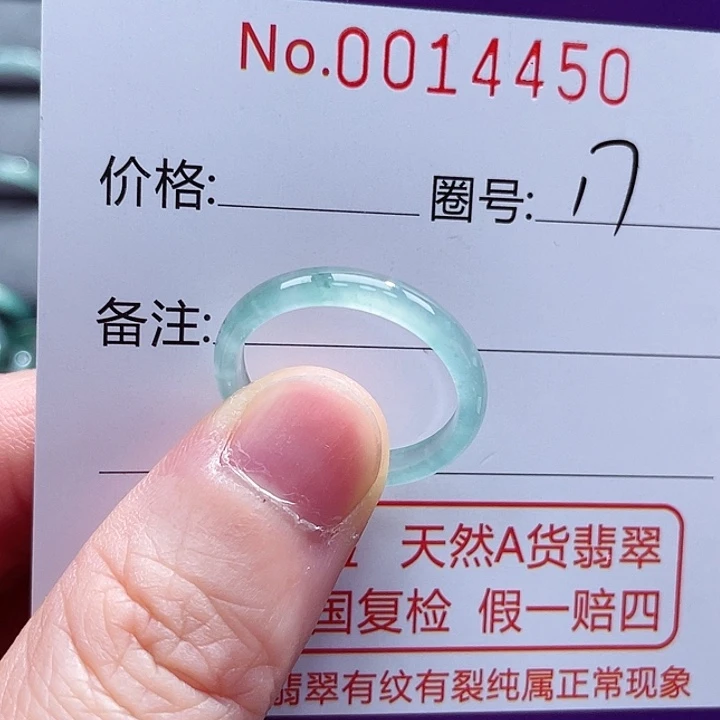 No.0014450
价格: 圈号: 17
备注:
天然A货翡翠
国复检 假一赔四
翡翠有纹有裂纯属正常现象